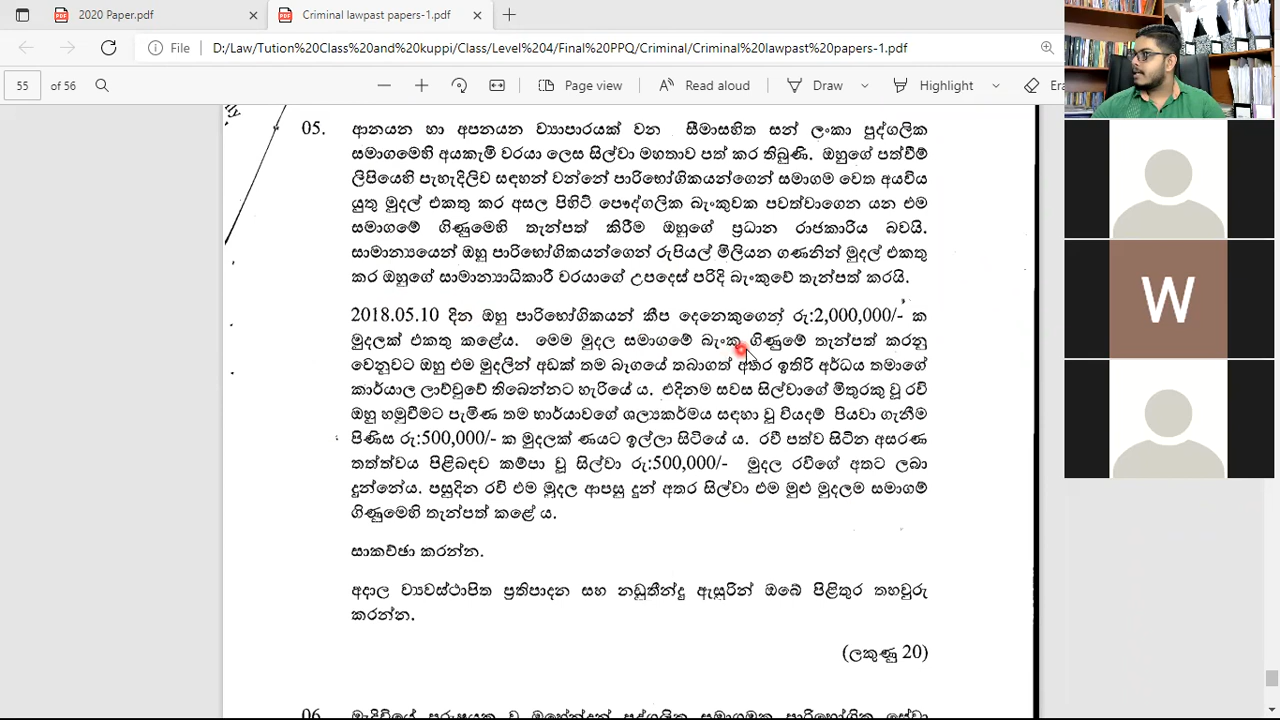 2020 Paper.pdf
Criminal lawpast papers-1.pdf
File
D:/Law/Tution%20Class%20and%20kuppi/Class/Level%204/Final%20PPQ/Criminal/Criminal%20lawpast%20papers-1.pdf
55 of 56
Page view
Read aloud
Draw
Highlight
Era
05. ආනයන හා අපනයන ව්‍යාපාරයක් වන සීමාසහිත සන් ලංකා පුද්ගලික
සමාගමෙහි අයකැමි වරයා ලෙස සිල්වා මහතාව පත් කර තිබුණි. ඔහුගේ පත්වීම්
ලිපියෙහි පැහැදිලිව සඳහන් වන්නේ පාරිභෝගිකයන්ගෙන් සමාගම වෙත අයවිය
යුතු මුදල් එකතු කර අසල පිහිටි පෞද්ගලික බැංකුවක පවත්වාගෙන යන එම
සමාගමේ ගිණුමෙහි තැන්පත් කිරීම ඔහුගේ ප්‍රධාන රාජකාරිය බවයි.
සාමාන්‍යයෙන් ඔහු පාරිභෝගිකයන්ගෙන් රුපියල් මිලියන ගණනින් මුදල් එකතු
කර ඔහුගේ සාමාන්‍යාධිකාරී වරයාගේ උපදෙස් පරිදි බැංකුවේ තැන්පත් කරයි.
2018.05.10 දින ඔහු පාරිභෝගිකයන් කීප දෙනෙකුගෙන් රු:2,000,000/- ක
මුදලක් එකතු කළේය. මෙම මුදල සමාගමේ බැංකු ගිණුමේ තැන්පත් කරනු
වෙනුවට ඔහු එම මුදලින් අඩක් තම බෑගයේ තබාගත් අතර ඉතිරි අර්ධය තමාගේ
කාර්යාල ලාච්චුවේ තිබෙන්නට හැරියේ ය. එදිනම සවස සිල්වාගේ මිතුරකු වූ රවි
ඔහු හමුවීමට පැමිණ තම භාර්යාවගේ ශල්‍යකර්මය සඳහා වූ වියදම් පියවා ගැනීම
පිණිස රු:500,000/- ක මුදලක් ණයට ඉල්ලා සිටියේ ය. රවී පත්ව සිටින අසරණ
තත්ත්වය පිළිබඳව කම්පා වූ සිල්වා රු:500,000/- මුදල රවීගේ අතට ලබා
දුන්නේය. පසුදින රවි එම මුදල ආපසු දුන් අතර සිල්වා එම මුළු මුදලම සමාගම්
ගිණුමෙහි තැන්පත් කළේ ය.
සාකච්ඡා කරන්න.
අදාල ව්‍යවස්ථාපිත ප්‍රතිපාදන සහ නඩුතීන්දු ඇසුරින් ඔබේ පිළිතුර තහවුරු
කරන්න.
(ලකුණු 20)
W